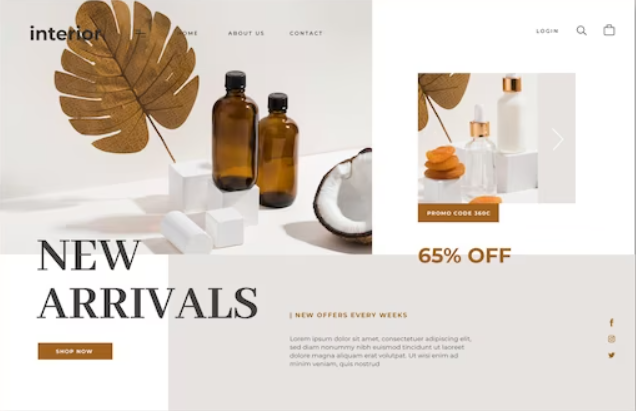 interior
HOME
ABOUT US
CONTACT
LOGIN
PROMO CODE 360C
65% OFF
NEW
ARRIVALS
SHOP NOW
| NEW OFFERS EVERY WEEKS
Lorem ipsum dolor sit amet, consectetuer adipiscing elit,
sed diam nonummy nibh euismod tincidunt ut laoreet
dolore magna aliquam erat volutpat. Ut wisi enim ad
minim veniam, quis nostrud